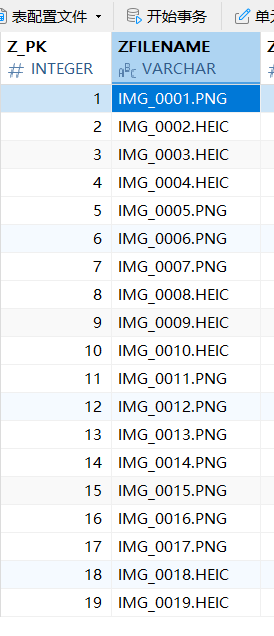 表配置文件 开始事务
Z_PK ZFILENAME
# INTEGER ABC VARCHAR
1 IMG_0001.PNG
2 IMG_0002.HEIC
3 IMG_0003.HEIC
4 IMG_0004.HEIC
5 IMG_0005.PNG
6 IMG_0006.PNG
7 IMG_0007.PNG
8 IMG_0008.HEIC
9 IMG_0009.HEIC
10 IMG_0010.HEIC
11 IMG_0011.PNG
12 IMG_0012.PNG
13 IMG_0013.PNG
14 IMG_0014.PNG
15 IMG_0015.PNG
16 IMG_0016.PNG
17 IMG_0017.PNG
18 IMG_0018.HEIC
19 IMG_0019.HEIC